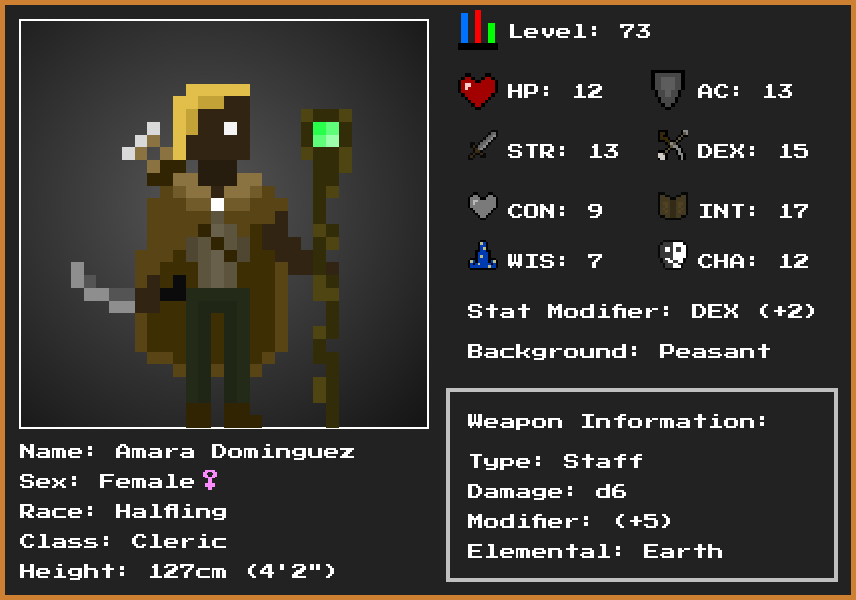 Level: 73
HP: 12 AC: 13
STR: 13 DEX: 15
CON: 9 INT: 17
WIS: 7 CHA: 12
Stat Modifier: DEX (+2)
Background: Peasant
Weapon Information:
Type: Staff
Damage: d6
Modifier: (+5)
Elemental: Earth
Name: Amara Dominguez
Sex: Female♀
Race: Halfling
Class: Cleric
Height: 127cm (4'2")